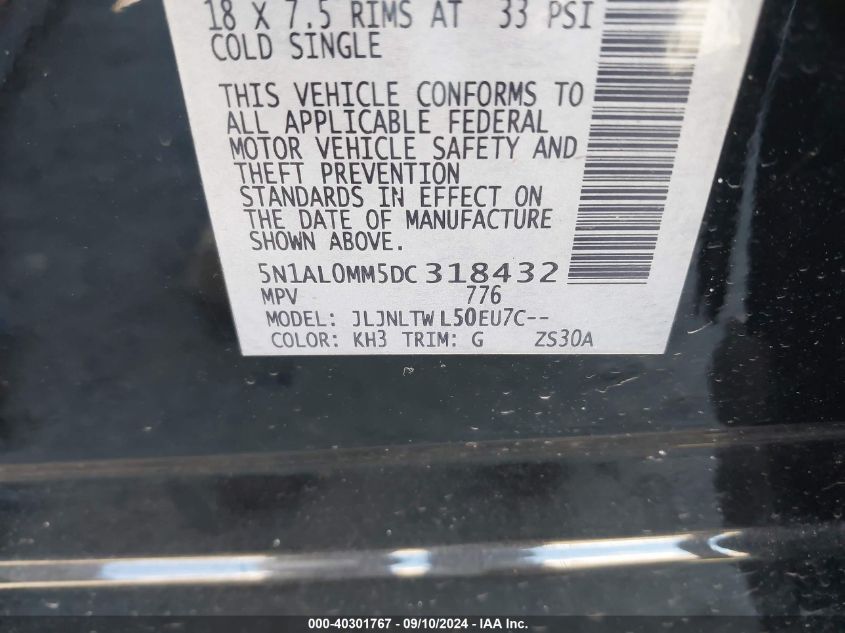 18 X 7.5 RIMS AT 33 PSI
COLD SINGLE
THIS VEHICLE CONFORMS TO
ALL APPLICABLE FEDERAL
MOTOR VEHICLE SAFETY AND
THEFT PREVENTION
STANDARDS IN EFFECT ON
THE DATE OF MANUFACTURE
SHOWN ABOVE.
5N1AL0MM5DC318432
MPV 776
MODEL: JLJNLTWL50EU7C--
COLOR: KH3 TRIM: G ZS30A
000-40301767 - 09/10/2024 - IAA Inc.